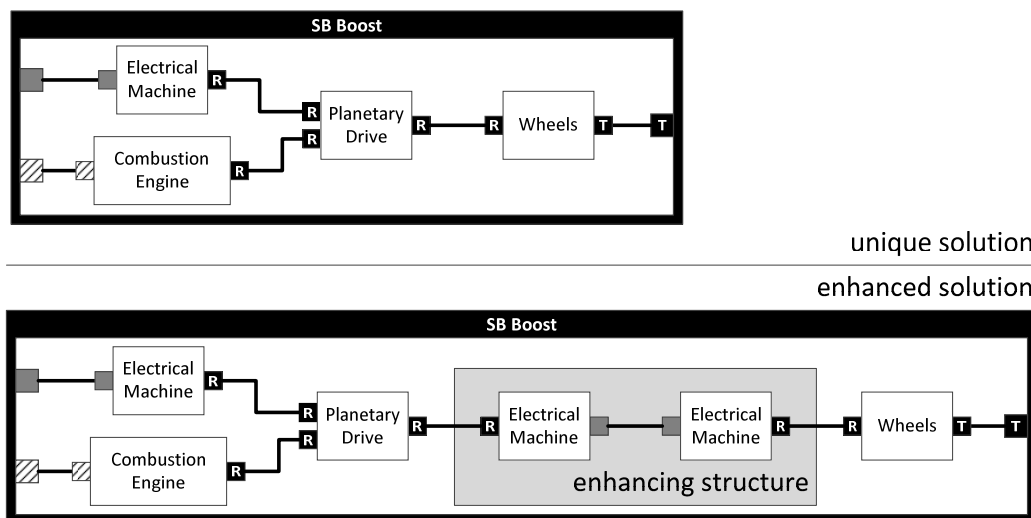 SB Boost
Electrical
Machine
R
R
Planetary
Drive
R
R
R
Wheels
T
T
Combustion
Engine
R
unique solution
enhanced solution
SB Boost
Electrical
Machine
R
R
Planetary
Drive
R
R
R
Electrical
Machine
Electrical
Machine
R
R
Wheels
T
T
Combustion
Engine
R
enhancing structure